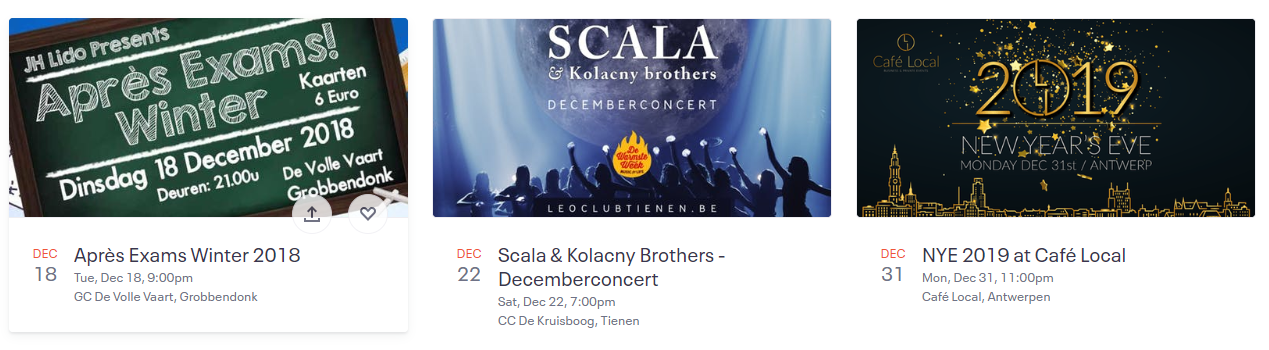 JH Lido Presents
Après Exams!
Winter
Kaarten
6 Euro
Dinsdag 18 December 2018
Deuren: 21.00u
De Volle Vaart
Grobbendonk
DEC
18
Après Exams Winter 2018
Tue, Dec 18, 9:00pm
GC De Volle Vaart, Grobbendonk
SCALA
& Kolacny brothers
DECEMBERCONCERT
De
Warmste
Week
LEOCLUBTIENEN.BE
DEC
22
Scala & Kolacny Brothers -
Decemberconcert
Sat, Dec 22, 7:00pm
CC De Kruisboog, Tienen
Café Local
2019
NEW YEAR'S EVE
MONDAY DEC 31st / ANTWERP
DEC
31
NYE 2019 at Café Local
Mon, Dec 31, 11:00pm
Café Local, Antwerpen